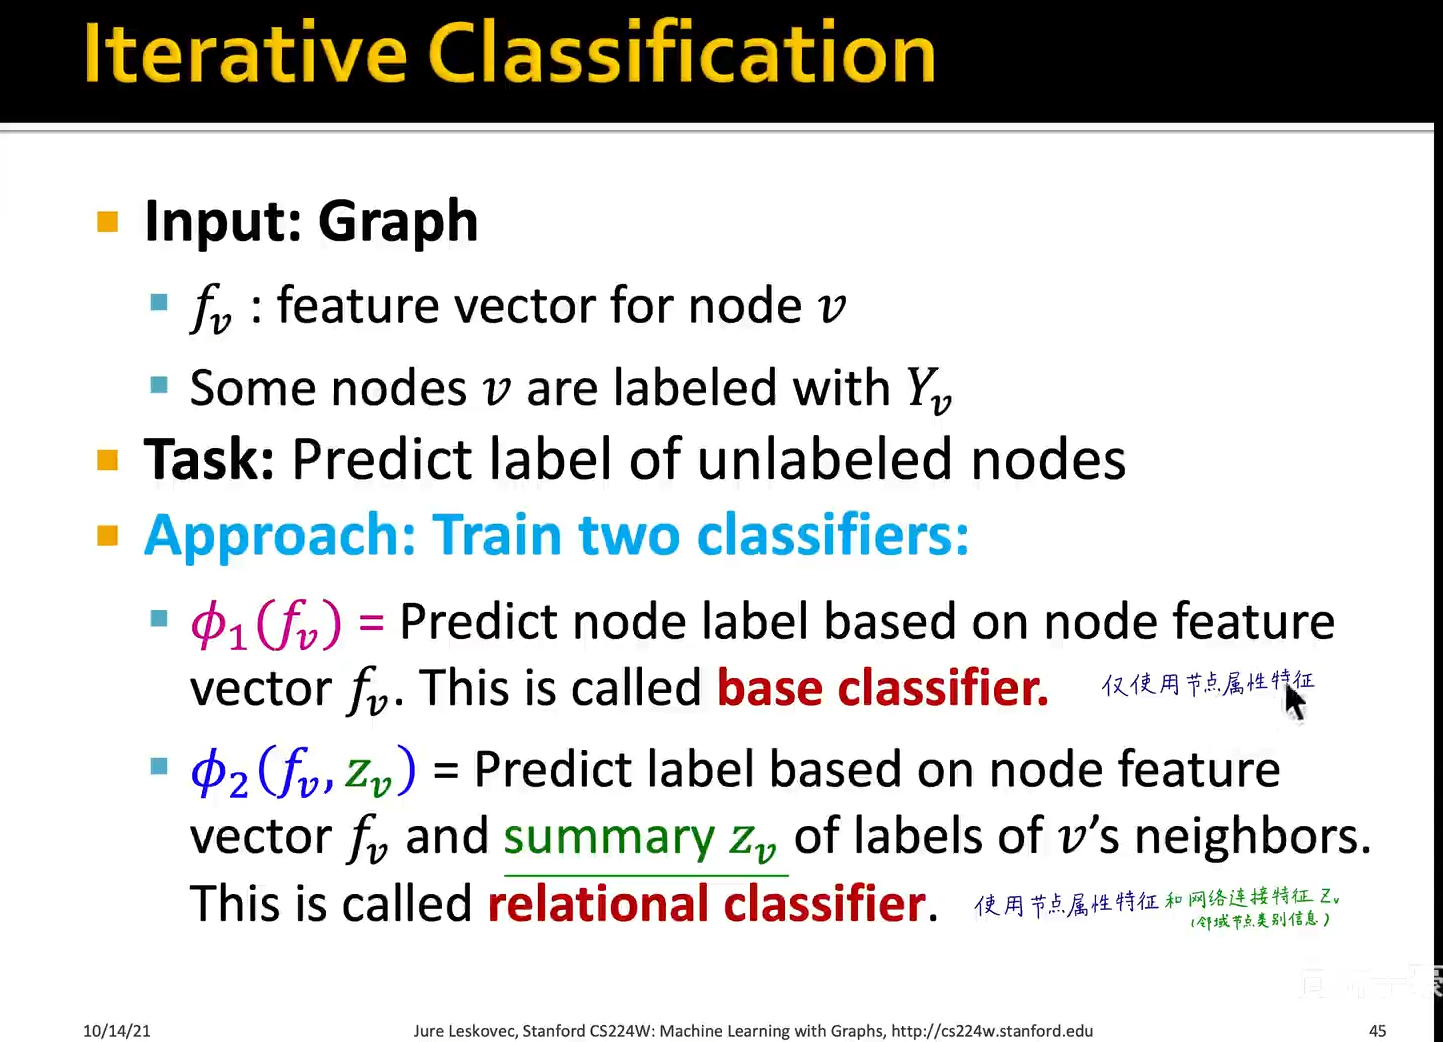 Iterative Classification
Input: Graph
f_v : feature vector for node v
Some nodes v are labeled with Y_v
Task: Predict label of unlabeled nodes
Approach: Train two classifiers:
ϕ_1(f_v) = Predict node label based on node feature
vector f_v. This is called base classifier. 仅使用节点属性特征
ϕ_2(f_v, z_v) = Predict label based on node feature
vector f_v and summary z_v of labels of v's neighbors.
This is called relational classifier. 使用节点属性特征和网络连接特征 Z_v
(邻域节点类别信息)
10/14/21 Jure Leskovec, Stanford CS224W: Machine Learning with Graphs, http://cs224w.stanford.edu 45